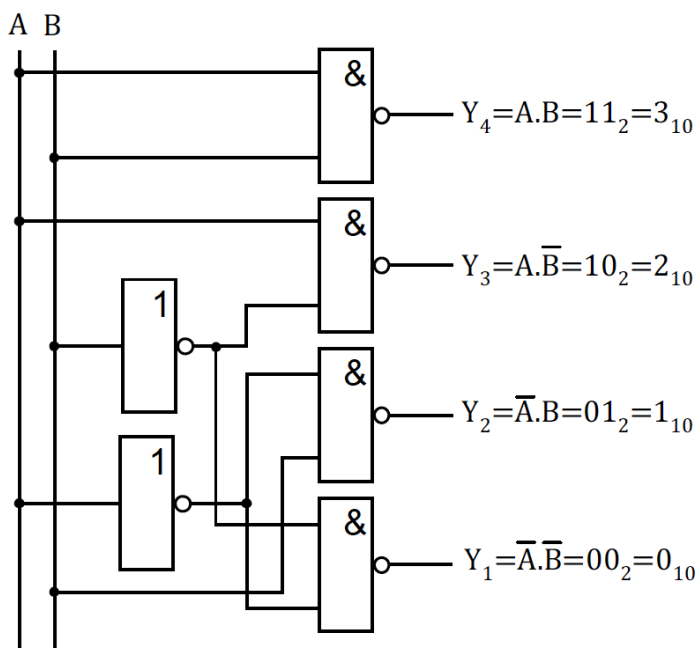 A B
&
Y₄=A.B=11₂=3₁₀
&
Y₃=A.B̅=10₂=2₁₀
1
&
Y₂=A̅.B=01₂=1₁₀
1
&
Y₁=A̅.B̅=00₂=0₁₀